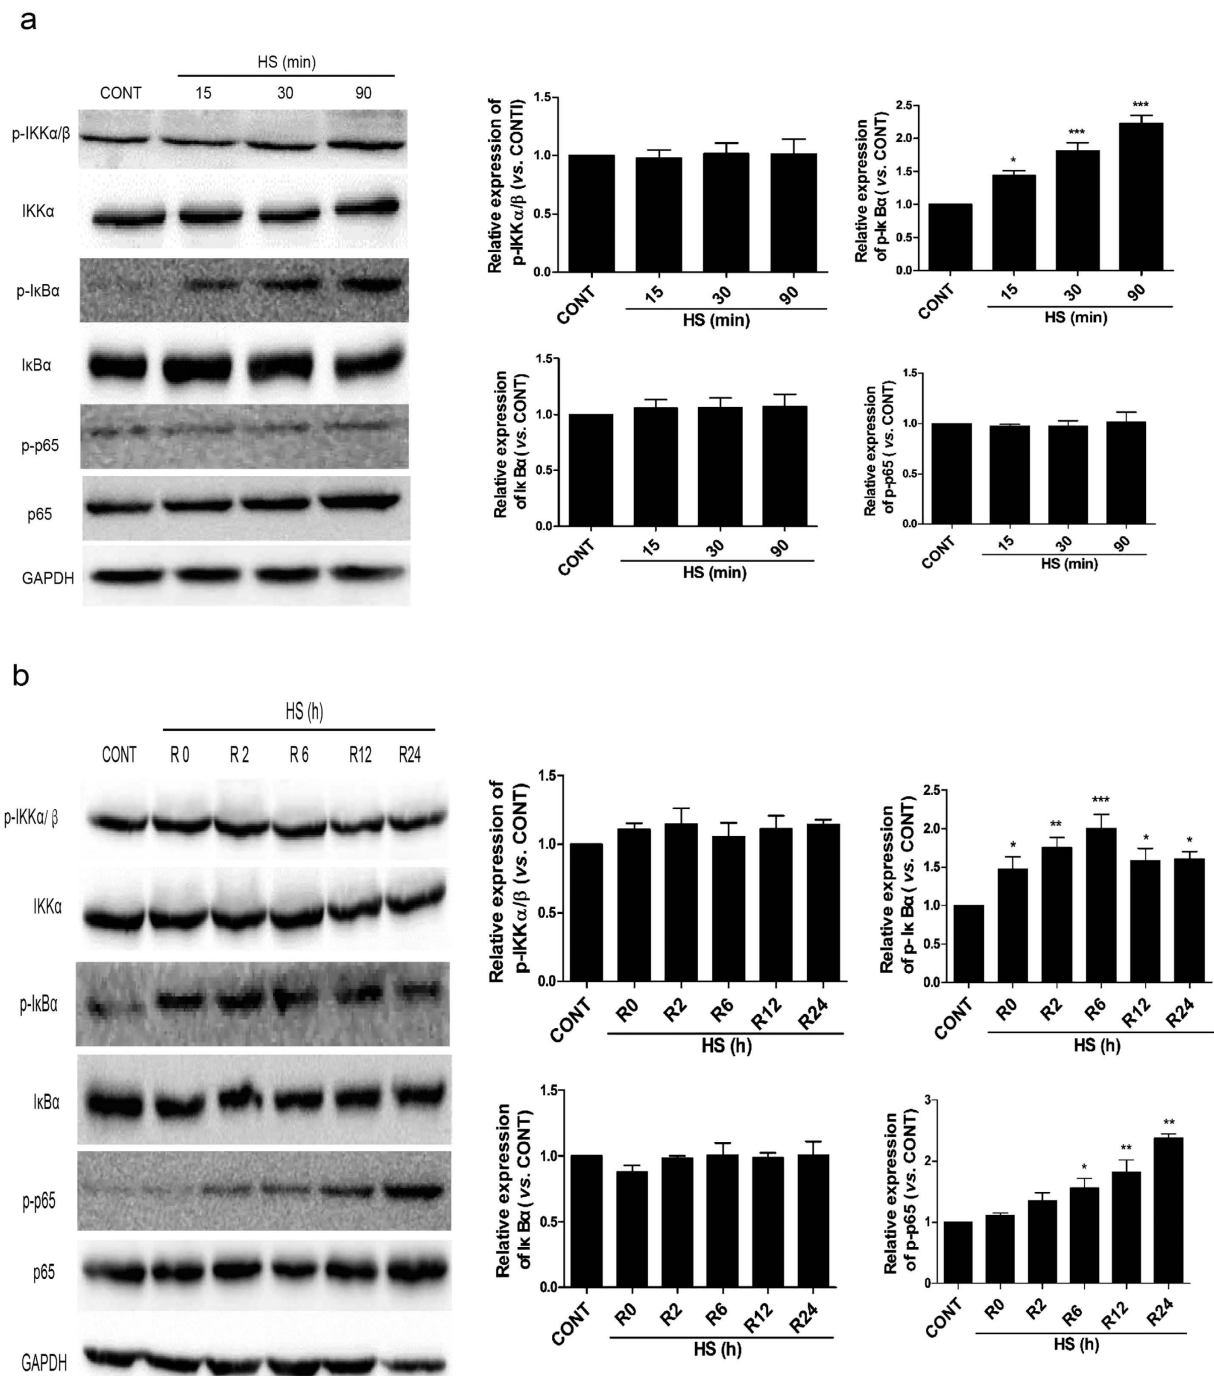 a
HS (min)
CONT 15 30 90
p-IKKα/β
IKKα
p-IκBα
IκBα
p-p65
p65
GAPDH
Relative expression of
p-IKKα/β (vs. CONTI)
1.5
1.0
0.5
0.0
CONT 15 30 90
HS (min)
Relative expression
of p-Iκ Bα ( vs. CONT)
2.5
2.0
1.5
1.0
0.5
0.0
* *** ***
CONT 15 30 90
HS (min)
Relative expression
of Iκ Bα ( vs. CONT)
1.5
1.0
0.5
0.0
CONT 15 30 90
HS (min)
Relative expression
of p-p65 ( vs. CONT)
1.5
1.0
0.5
0.0
CONT 15 30 90
HS (min)
b
HS (h)
CONT R 0 R 2 R 6 R12 R24
p-IKKα/ β
IKKα
p-IκBα
IκBα
p-p65
p65
GAPDH
Relative expression of
p-IKKα/β (vs. CONT)
1.5
1.0
0.5
0.0
CONT R0 R2 R6 R12 R24
HS (h)
Relative expression
of p- Iκ Bα ( vs. CONT)
2.5
2.0
1.5
1.0
0.5
0.0
* ** *** * *
CONT R0 R2 R6 R12 R24
HS (h)
Relative expression
of Iκ Bα ( vs. CONT)
1.5
1.0
0.5
0.0
CONT R0 R2 R6 R12 R24
HS (h)
Relative expression
of p-p65 (vs. CONT)
3
2
1
0
* ** **
CONT R0 R2 R6 R12 R24
HS (h)